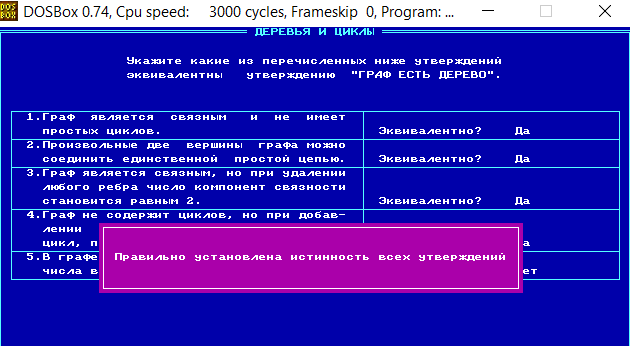 DOSBox 0.74, Cpu speed: 3000 cycles, Frameskip 0, Program: ...
ДЕРЕВЬЯ И ЦИКЛЫ
Укажите какие из перечисленных ниже утверждений
эквивалентны утверждению "ГРАФ ЕСТЬ ДЕРЕВО".
1.Граф является связным и не имеет
простых циклов. Эквивалентно? Да
2.Произвольные две вершины графа можно
соединить единственной простой цепью. Эквивалентно? Да
3.Граф является связным, но при удалении
любого ребра число компонент связности
становится равным 2. Эквивалентно? Да
4.Граф не содержит циклов, но при добав-
лении
цикл, п а
Правильно установлена истинность всех утверждений
5.В графе
числа в ет